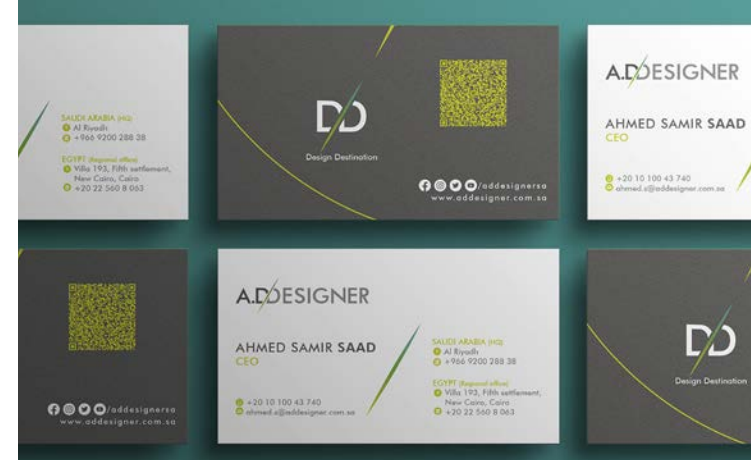 SAUDI ARABIA (HQ)
Al Riyadh
+966 9200 288 38
EGYPT (Regional office)
Villa 193, Fifth settlement,
New Cairo, Cairo
+20 22 560 8 063
DD
Design Destination
/addesignersa
www.addesigner.com.sa
A.DDESIGNER
AHMED SAMIR SAAD
CEO
+20 10 100 43 740
ahmed.s@addesigner.com.sa
/addesignersa
www.addesigner.com.sa
A.DDESIGNER
AHMED SAMIR SAAD
CEO
+20 10 100 43 740
ahmed.s@addesigner.com.sa
SAUDI ARABIA (HQ)
Al Riyadh
+966 9200 288 38
EGYPT (Regional office)
Villa 193, Fifth settlement,
New Cairo, Cairo
+20 22 560 8 063
DD
Design Destination